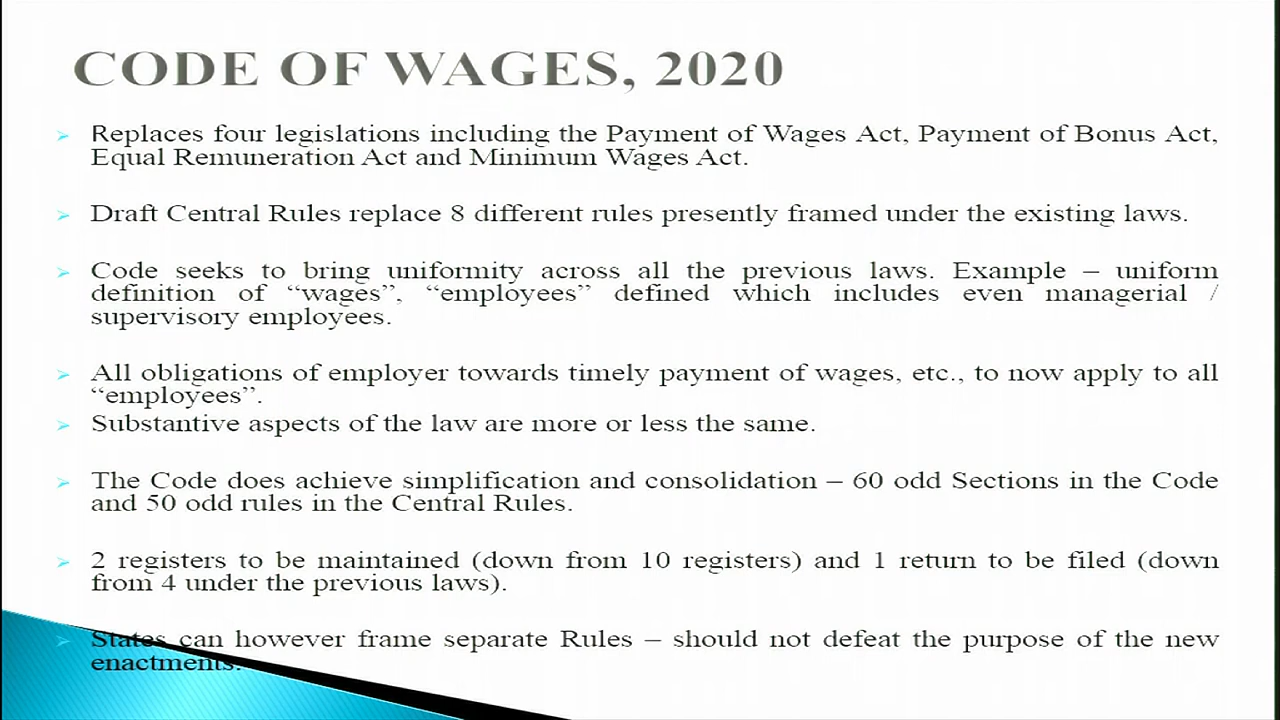 CODE OF WAGES, 2020
Replaces four legislations including the Payment of Wages Act, Payment of Bonus Act,
Equal Remuneration Act and Minimum Wages Act.
Draft Central Rules replace 8 different rules presently framed under the existing laws.
Code seeks to bring uniformity across all the previous laws. Example – uniform
definition of “wages”, “employees” defined which includes even managerial /
supervisory employees.
All obligations of employer towards timely payment of wages, etc., to now apply to all
“employees”.
Substantive aspects of the law are more or less the same.
The Code does achieve simplification and consolidation – 60 odd Sections in the Code
and 50 odd rules in the Central Rules.
2 registers to be maintained (down from 10 registers) and 1 return to be filed (down
from 4 under the previous laws).
States can however frame separate Rules – should not defeat the purpose of the new
enactments.